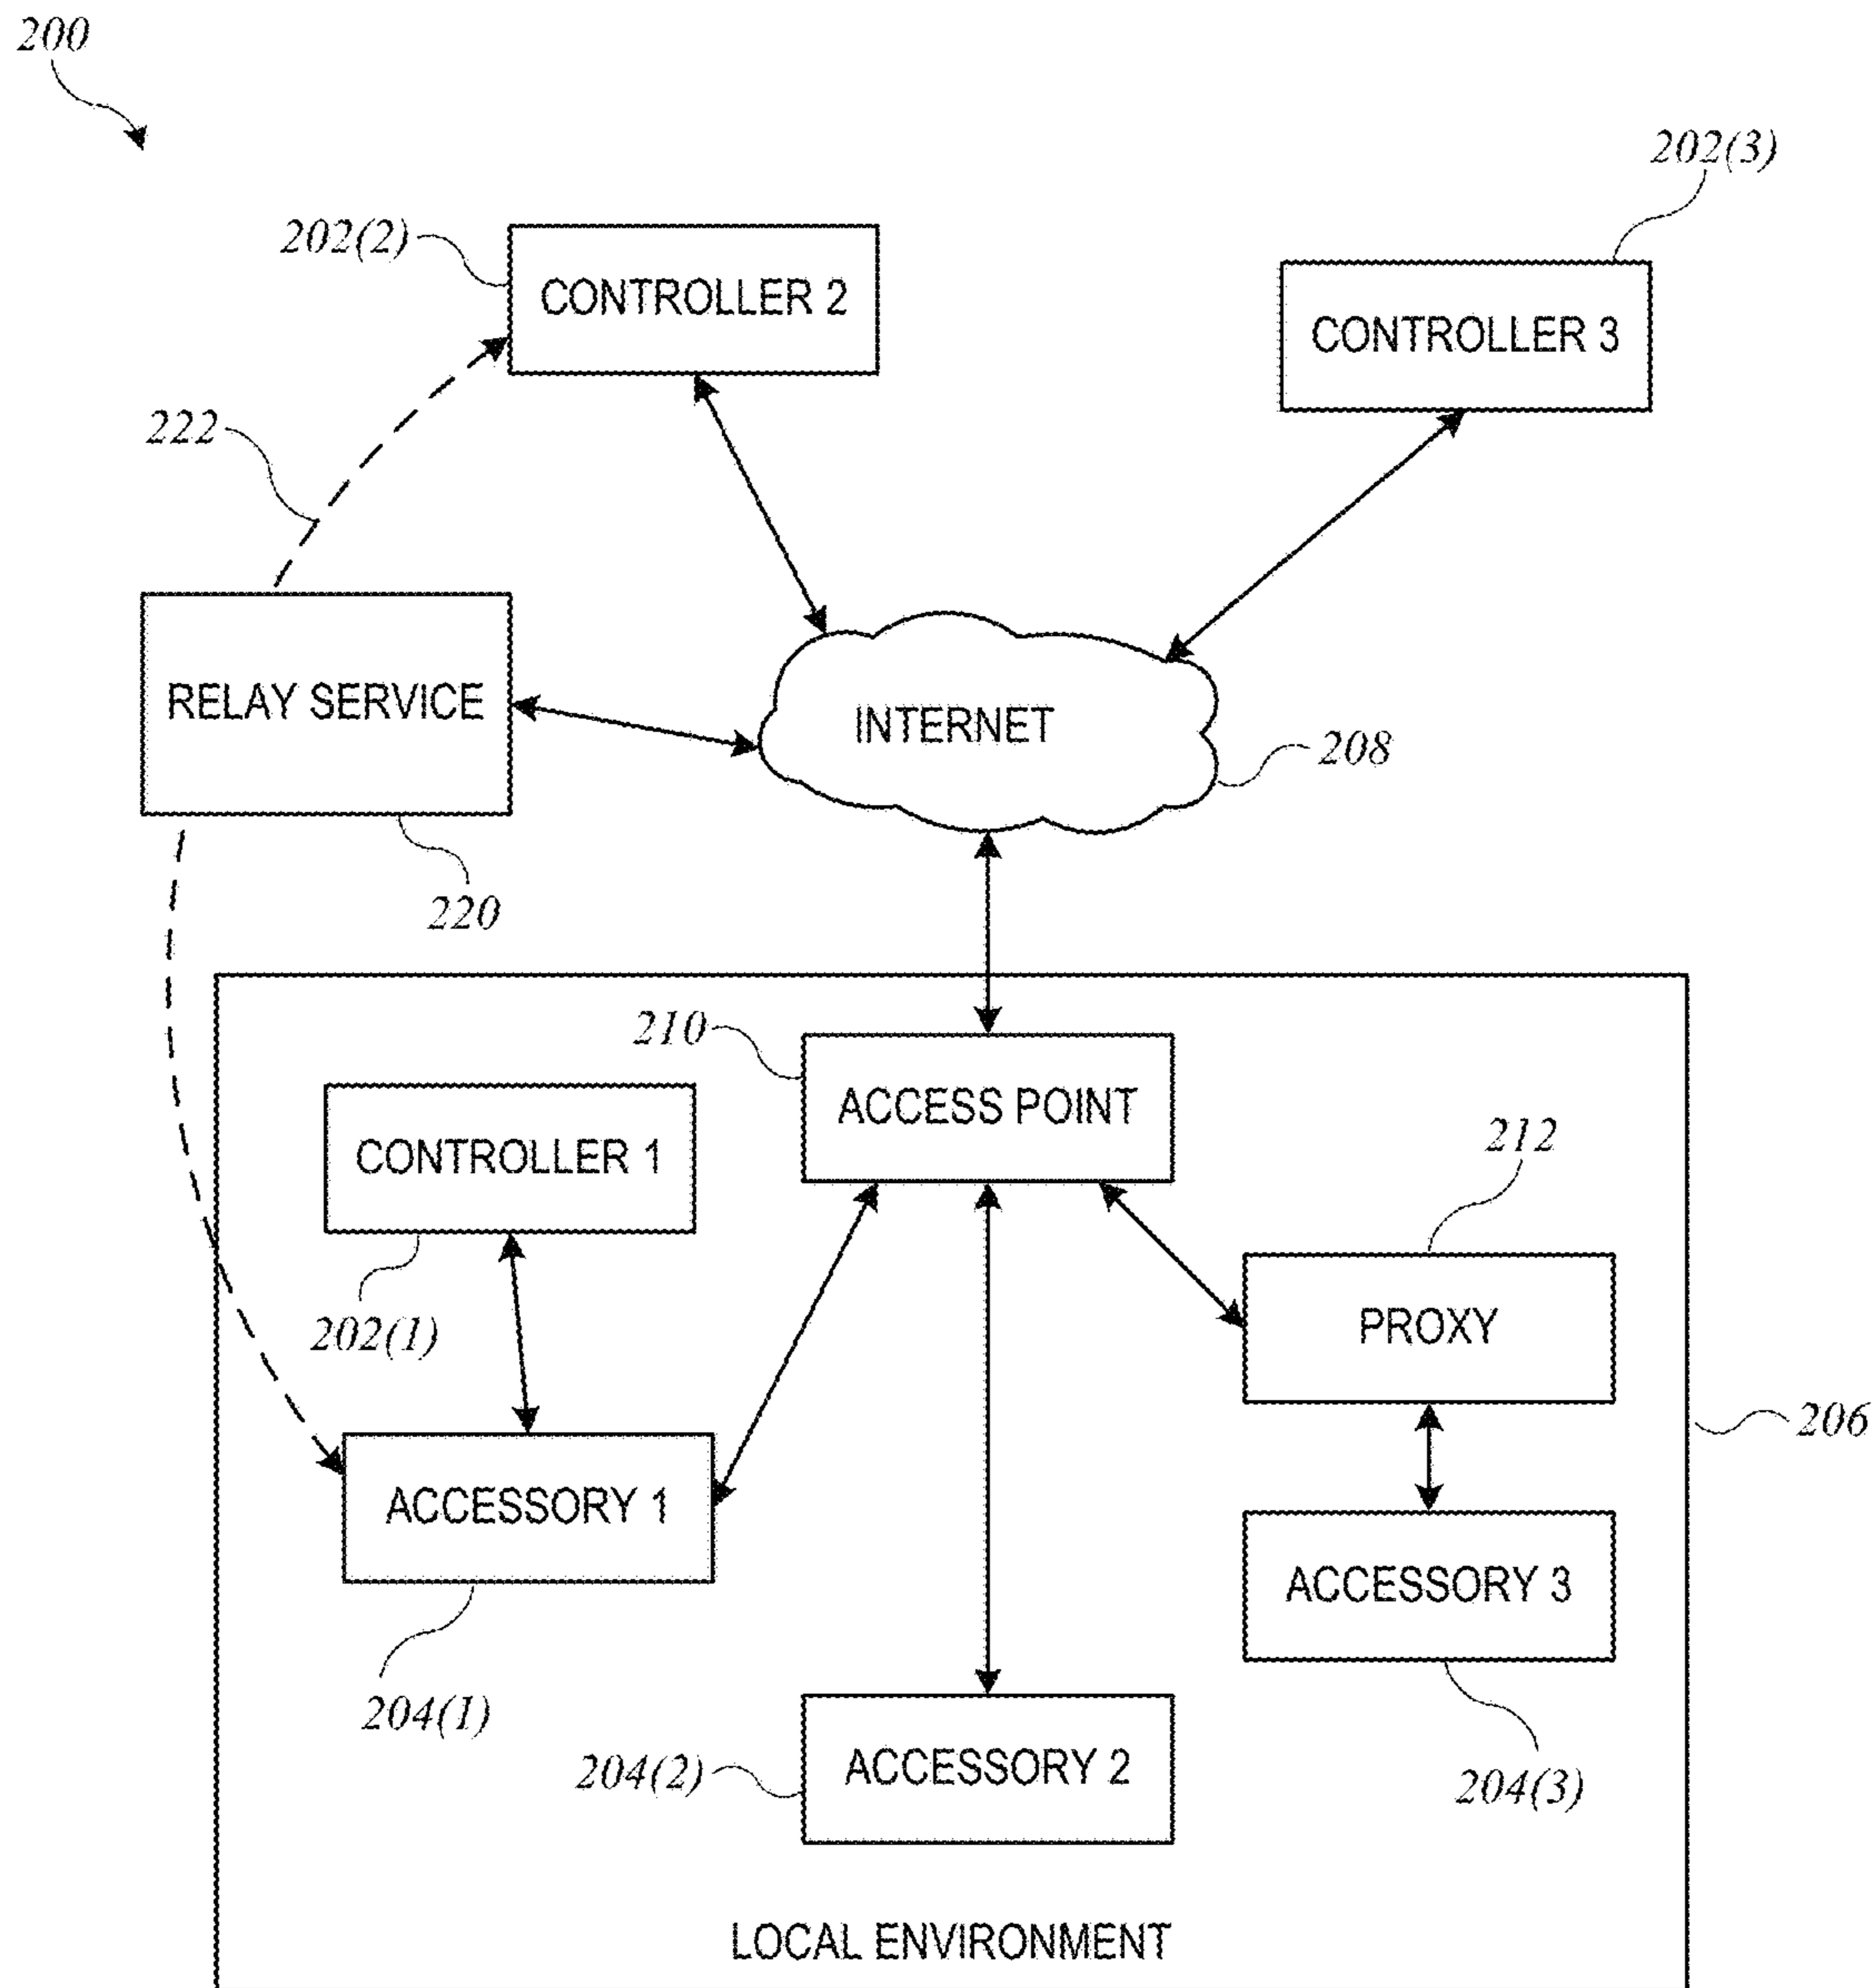 200
202(3)
202(2)
CONTROLLER 2
CONTROLLER 3
222
RELAY SERVICE
INTERNET
208
220
210
ACCESS POINT
CONTROLLER 1
212
202(1)
PROXY
206
ACCESSORY 1
ACCESSORY 3
204(1)
204(2)
ACCESSORY 2
204(3)
LOCAL ENVIRONMENT